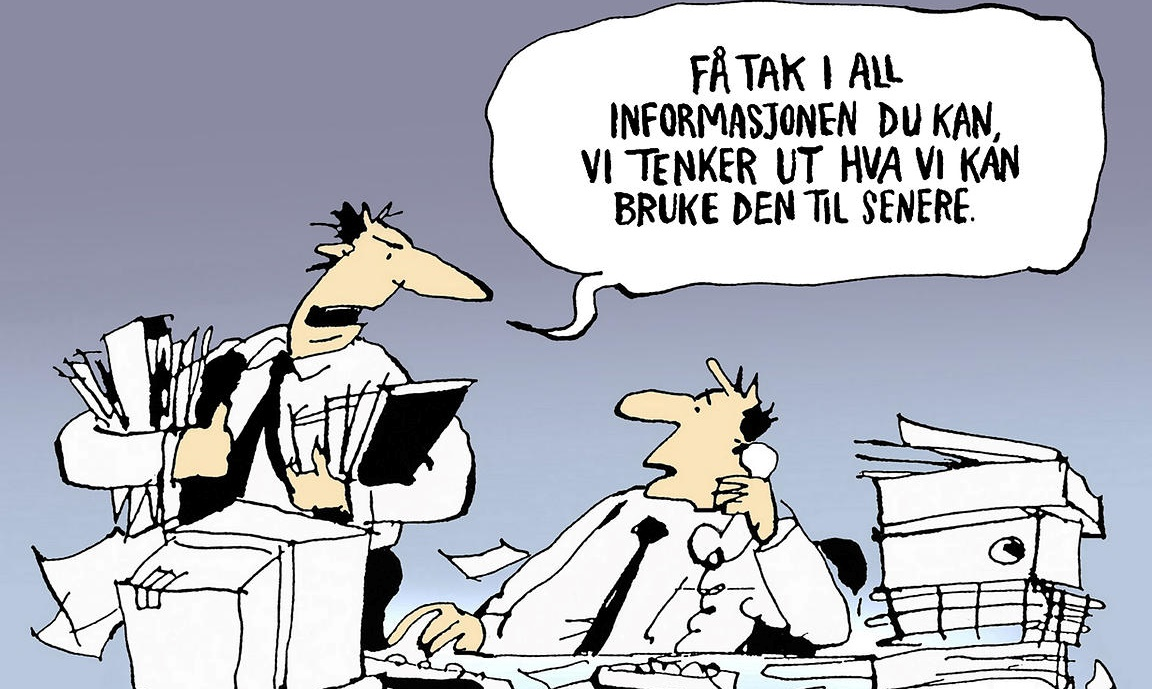 FÅ TAK I ALL
INFORMASJONEN DU KAN,
VI TENKER UT HVA VI KAN
BRUKE DEN TIL SENERE.